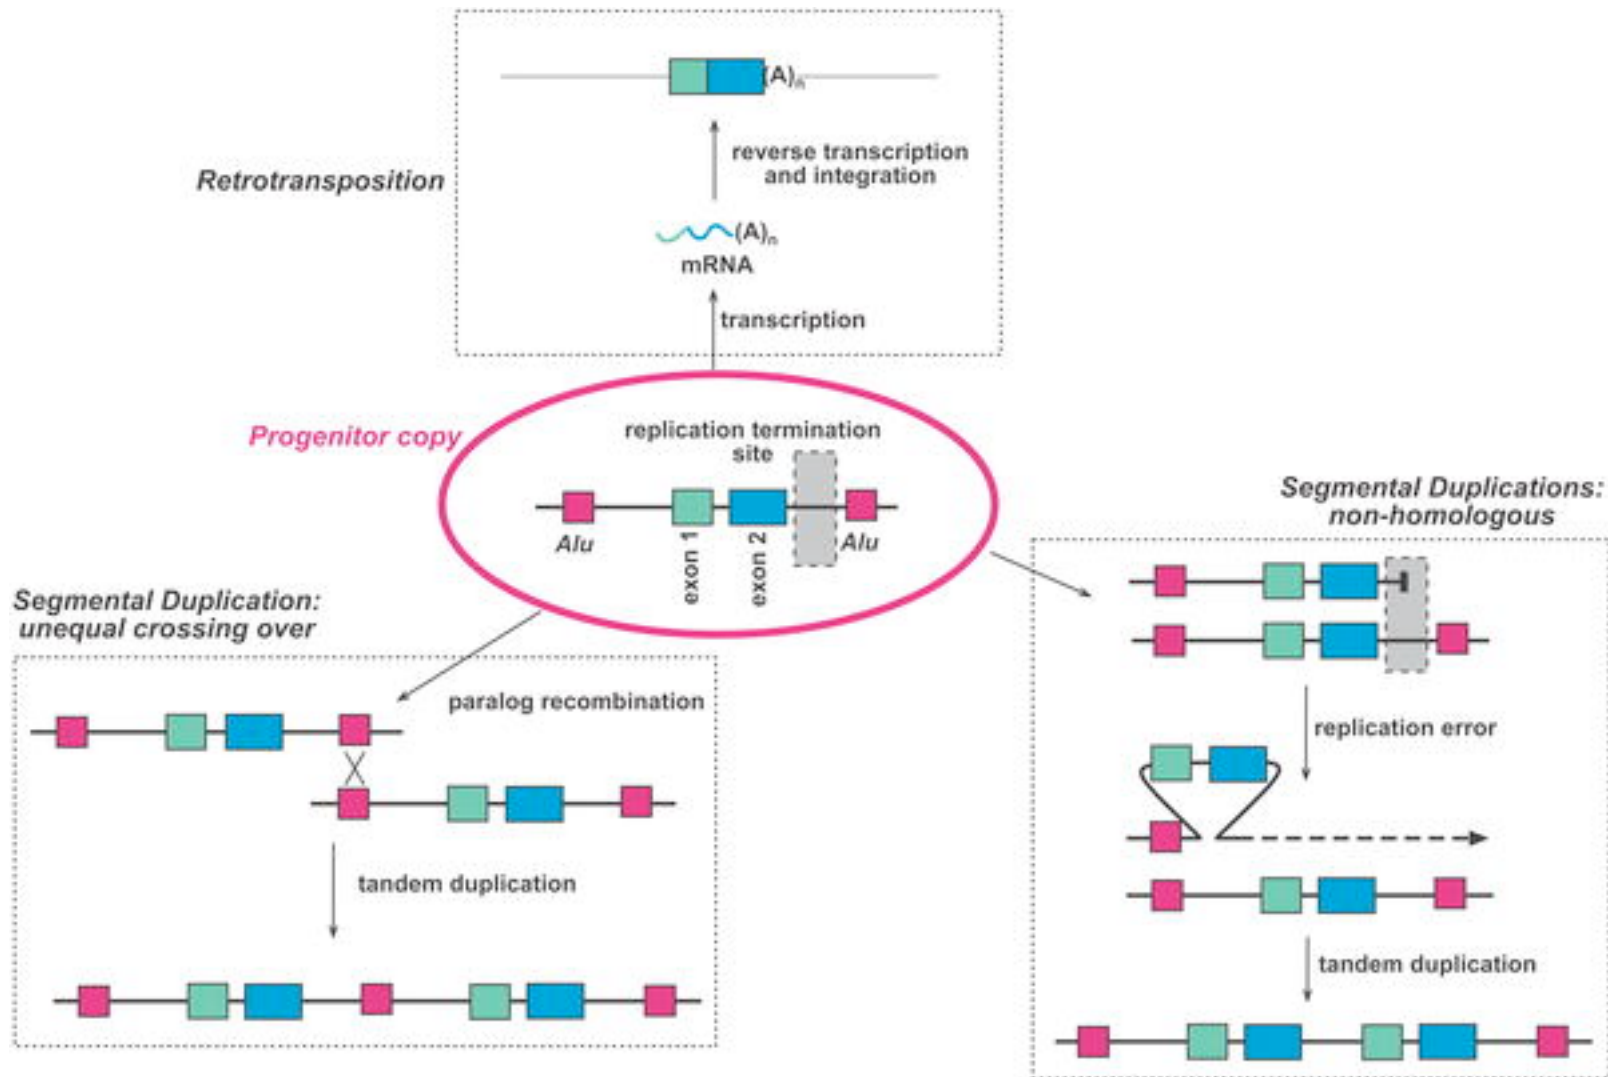 (A)n
reverse transcription
and integration
Retrotransposition
(A)n
mRNA
transcription
Progenitor copy
replication termination
site
Alu
exon 1
exon 2
Alu
Segmental Duplications:
non-homologous
Segmental Duplication:
unequal crossing over
paralog recombination
tandem duplication
replication error
tandem duplication